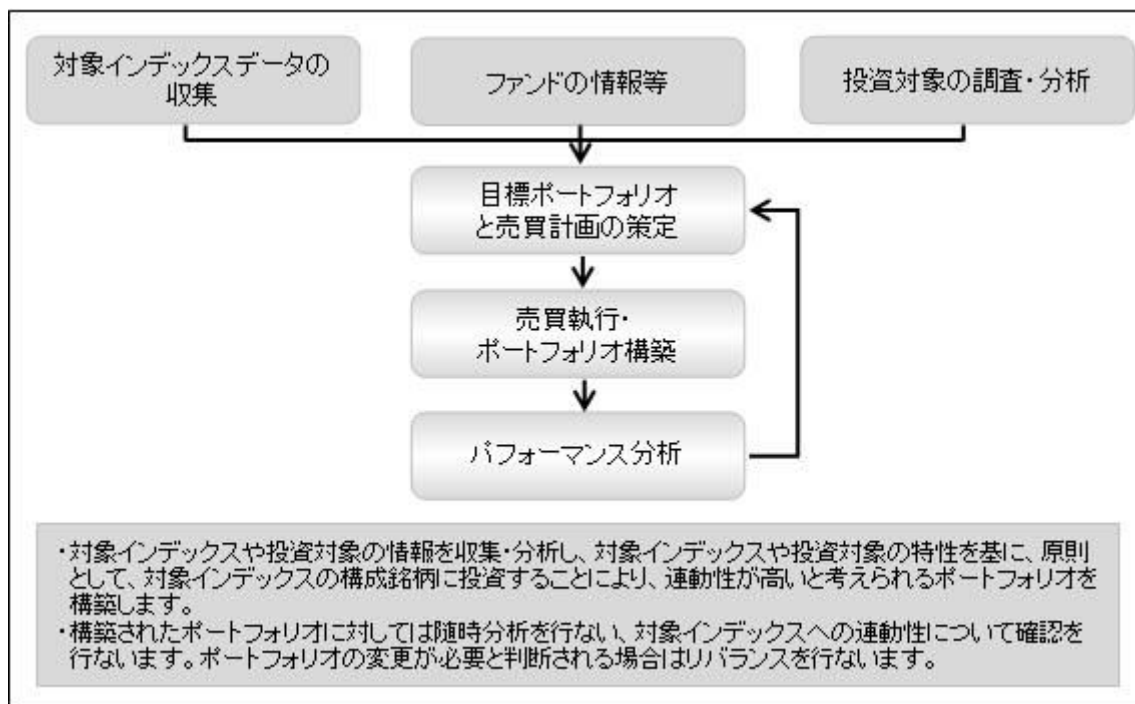 対象インデックスデータの
収集
ファンドの情報等
投資対象の調査・分析
目標ポートフォリオ
と売買計画の策定
売買執行・
ポートフォリオ構築
パフォーマンス分析
・対象インデックスや投資対象の情報を収集・分析し、対象インデックスや投資対象の特性を基に、原則
として、対象インデックスの構成銘柄に投資することにより、連動性が高いと考えられるポートフォリオを
構築します。
・構築されたポートフォリオに対しては随時分析を行ない、対象インデックスへの連動性について確認を
行ないます。ポートフォリオの変更が必要と判断される場合はリバランスを行ないます。